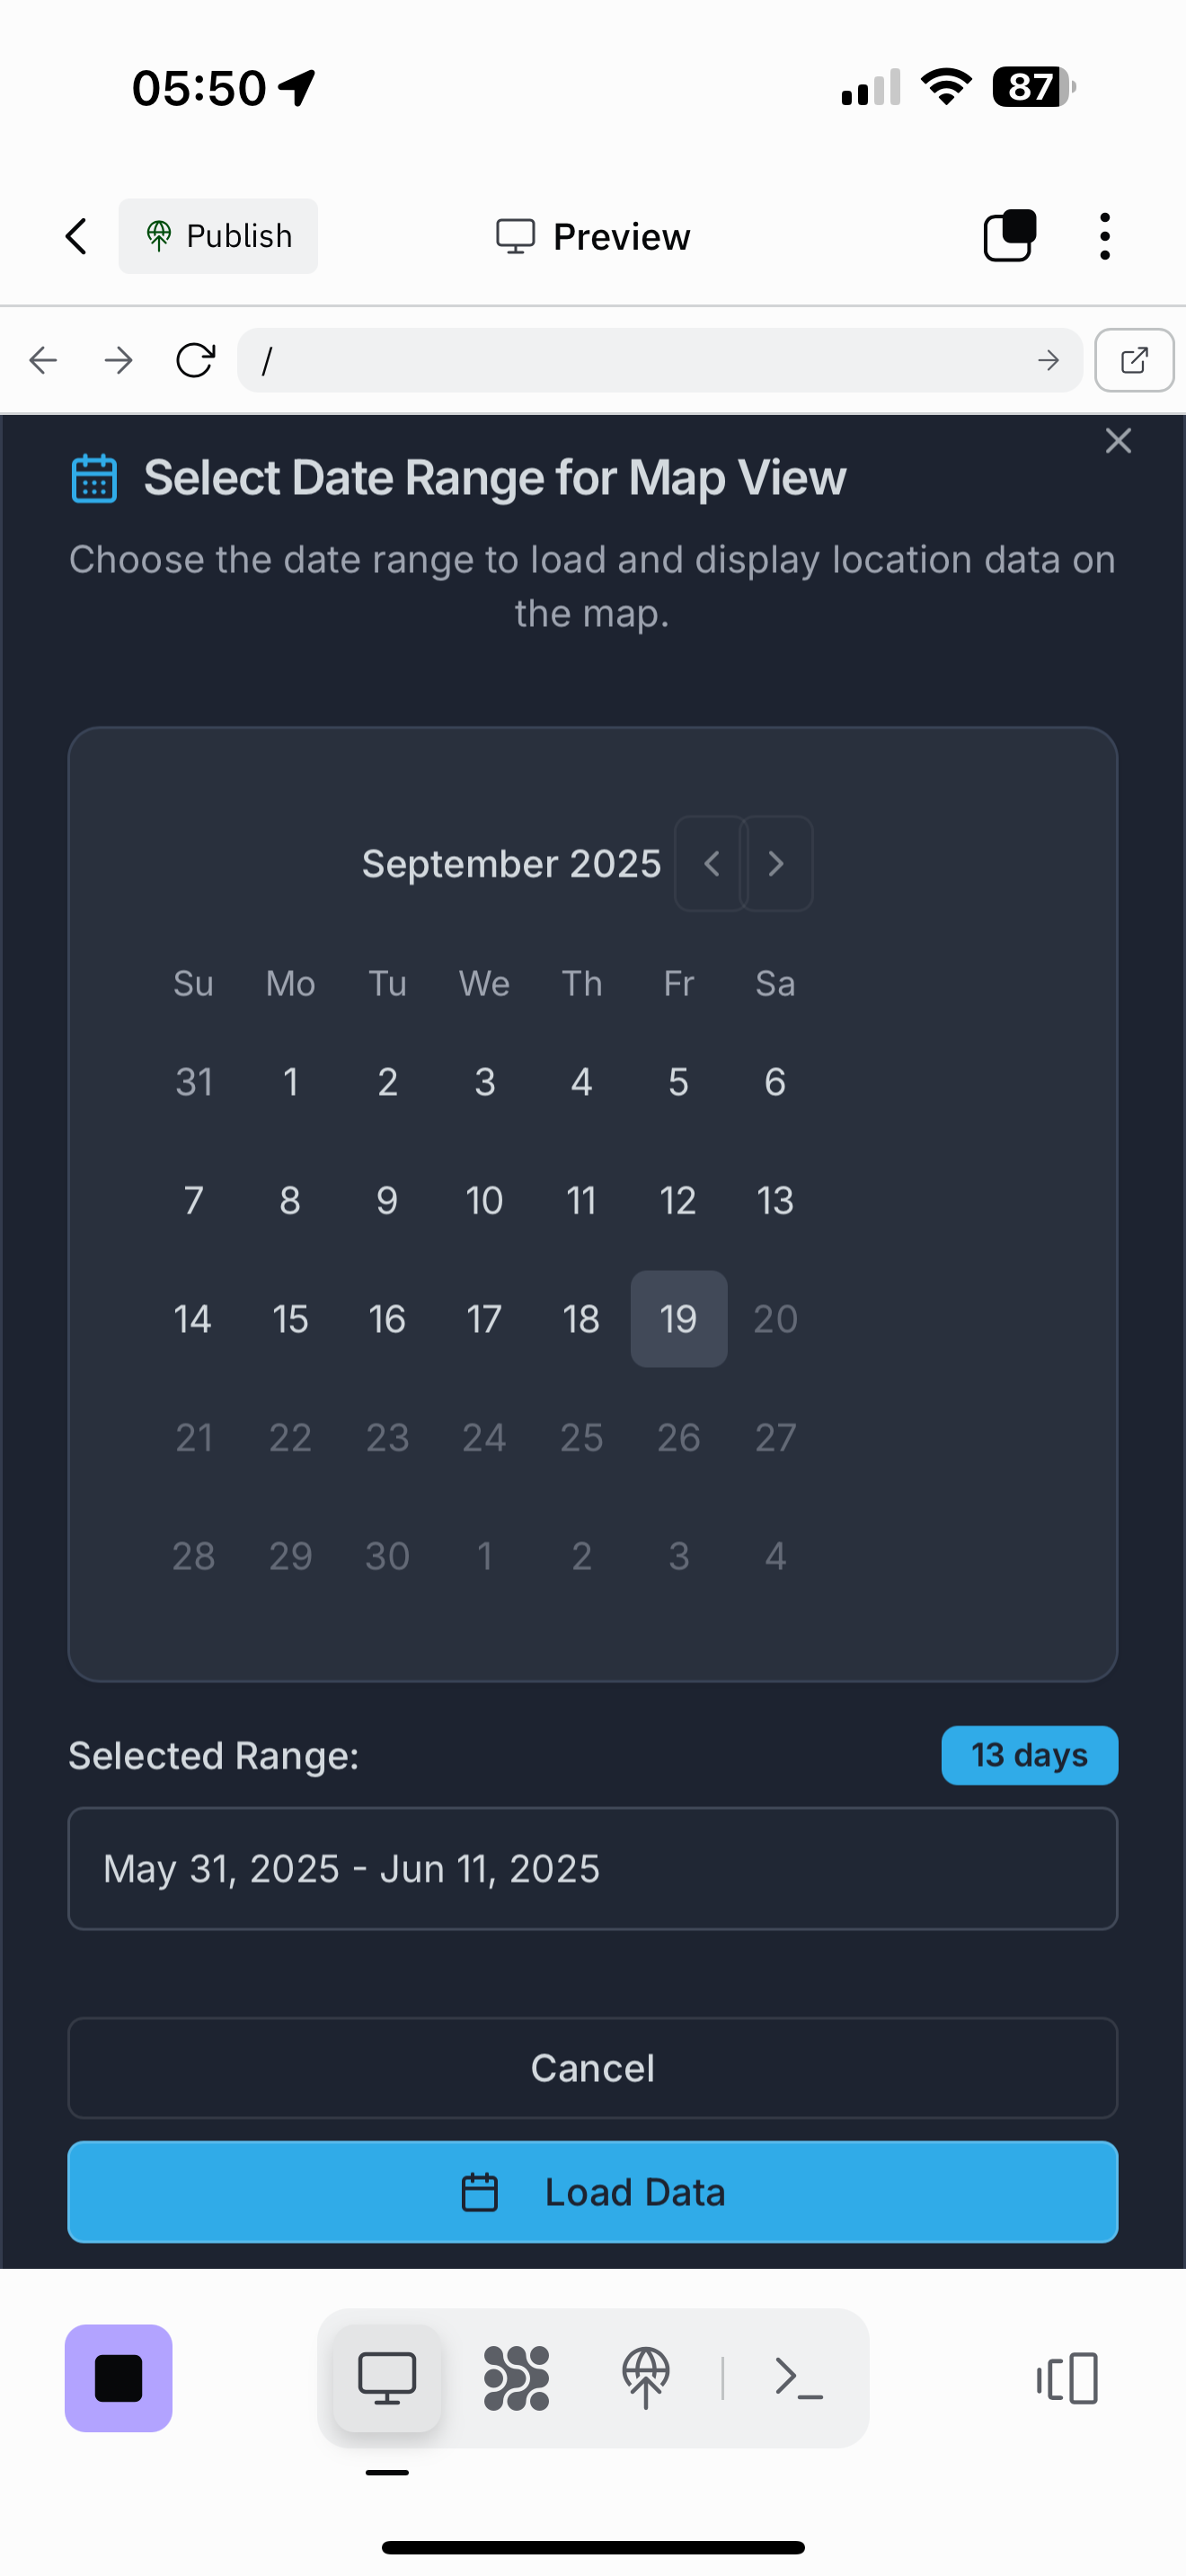 05:50
87
Publish
Preview
/
Select Date Range for Map View
Choose the date range to load and display location data on
the map.
September 2025
Su Mo Tu We Th Fr Sa
31 1 2 3 4 5 6
7 8 9 10 11 12 13
14 15 16 17 18 19 20
21 22 23 24 25 26 27
28 29 30 1 2 3 4
Selected Range:
13 days
May 31, 2025 - Jun 11, 2025
Cancel
Load Data